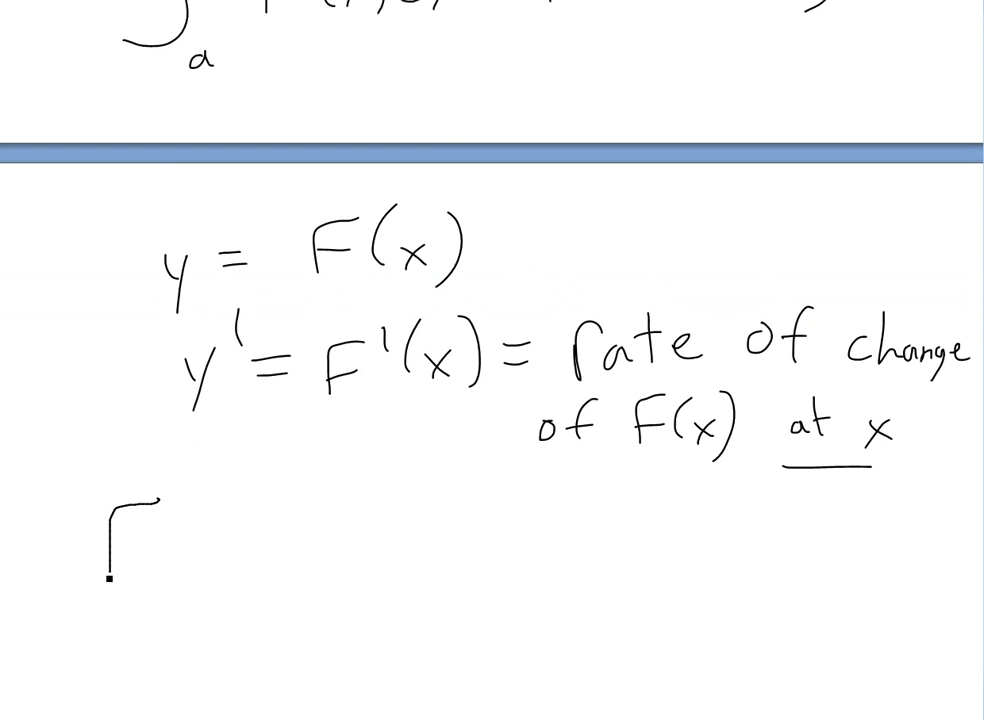 a
y = F(x)
y' = F'(x) = rate of change
of F(x) at x